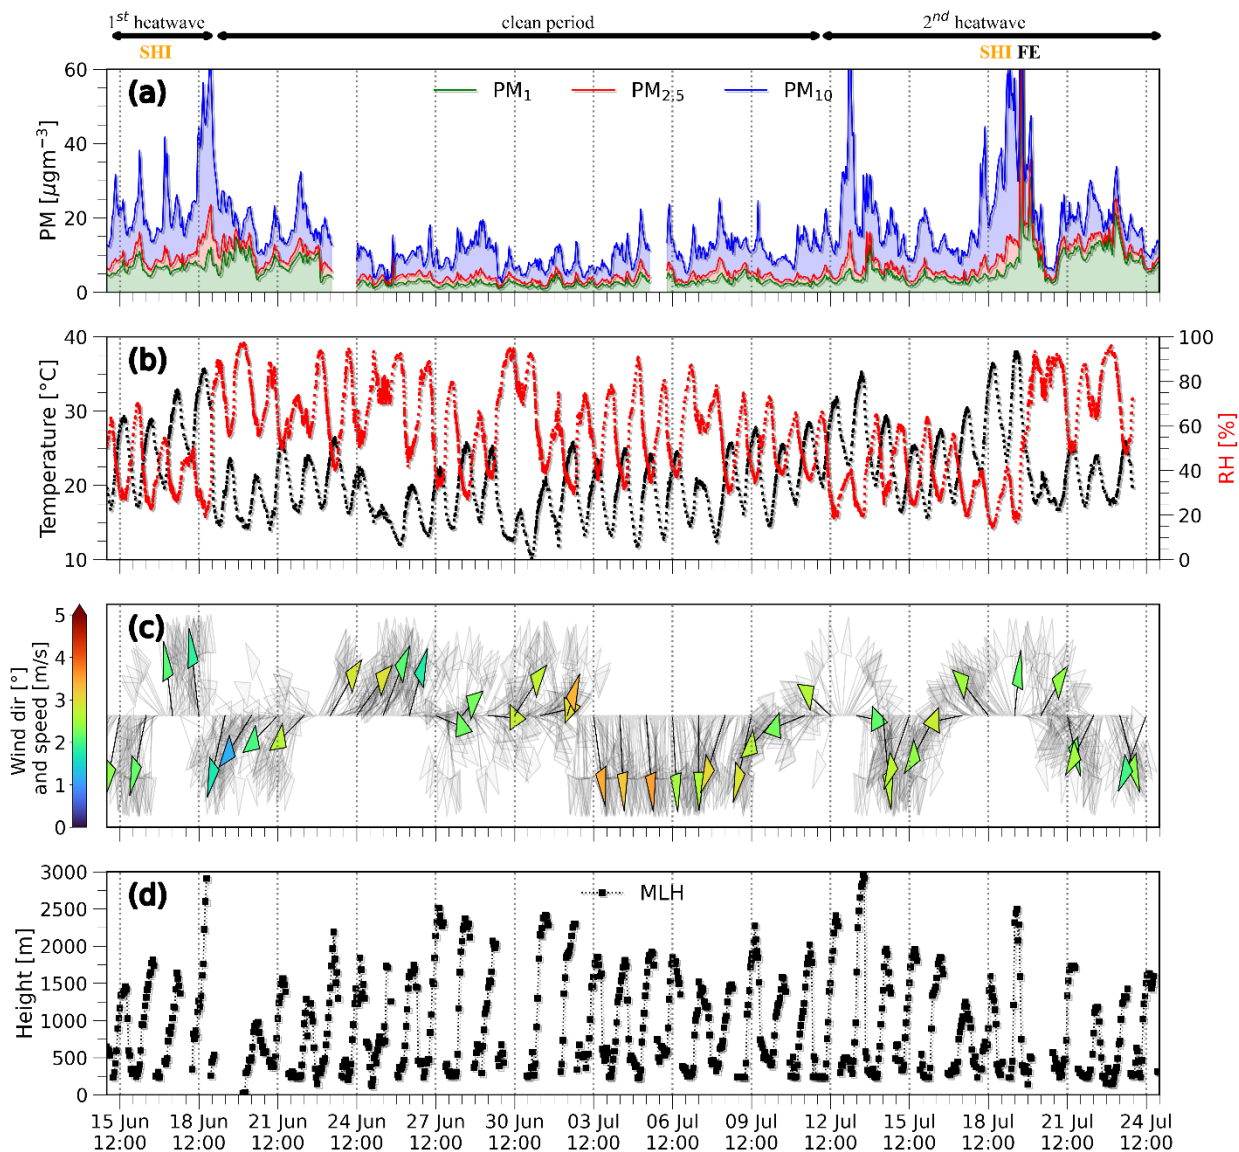 1st heatwave clean period 2nd heatwave
SHI SHI FE
(a) PM1 PM2.5 PM10
PM [μgm−3]
60
40
20
0
(b)
Temperature [°C]
40
30
20
10
RH [%]
100
80
60
40
20
0
(c)
Wind dir [°]
and speed [m/s]
5
4
3
2
1
0
(d) MLH
Height [m]
3000
2500
2000
1500
1000
500
0
15 Jun 18 Jun 21 Jun 24 Jun 27 Jun 30 Jun 03 Jul 06 Jul 09 Jul 12 Jul 15 Jul 18 Jul 21 Jul 24 Jul
12:00 12:00 12:00 12:00 12:00 12:00 12:00 12:00 12:00 12:00 12:00 12:00 12:00 12:00